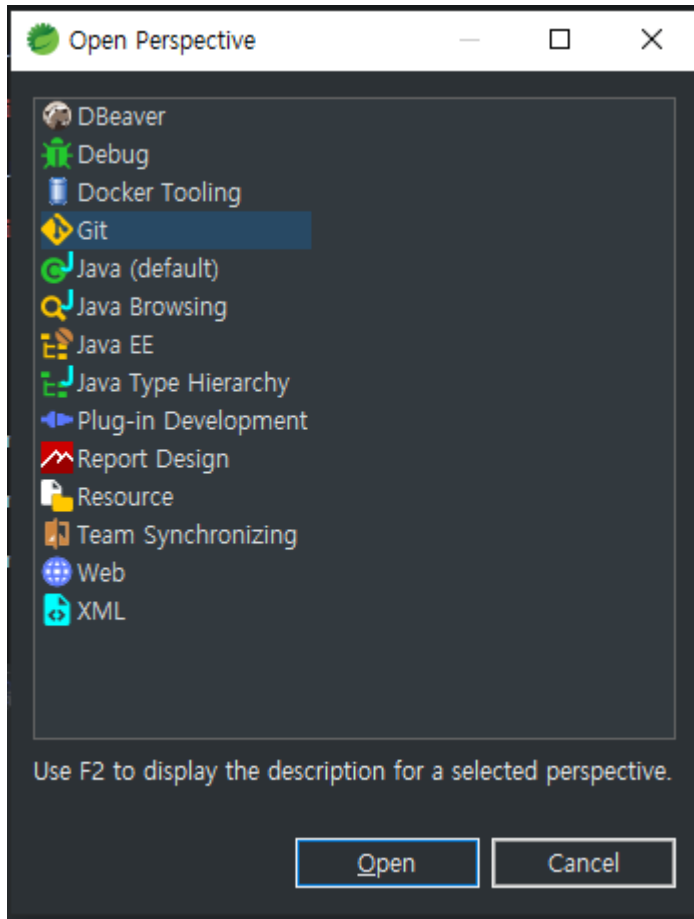 Open Perspective
DBeaver
Debug
Docker Tooling
Git
Java (default)
Java Browsing
Java EE
Java Type Hierarchy
Plug-in Development
Report Design
Resource
Team Synchronizing
Web
XML
Use F2 to display the description for a selected perspective.
Open
Cancel